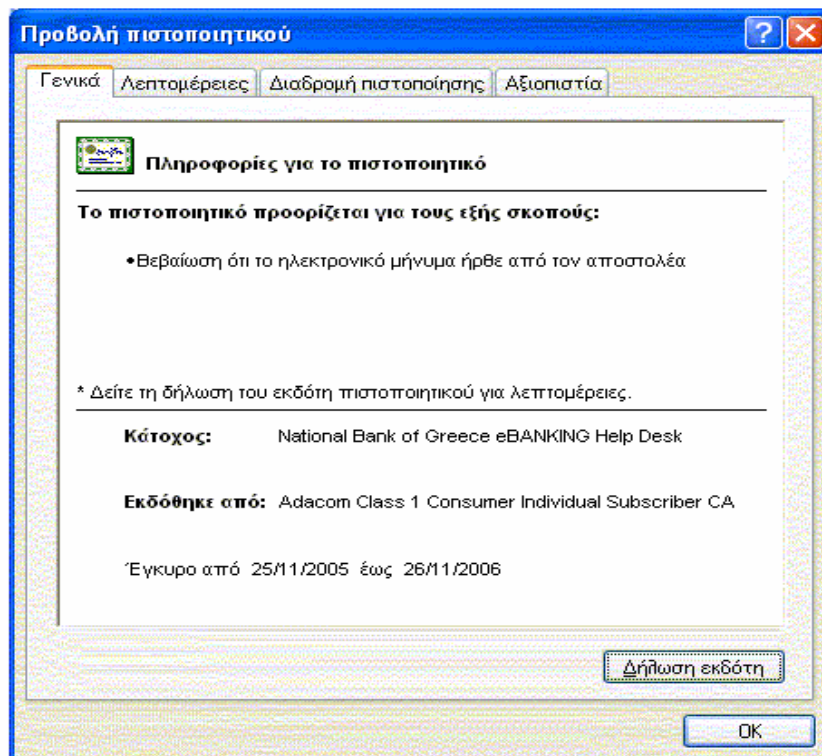 Προβολή πιστοποιητικού
Γενικά Λεπτομέρειες Διαδρομή πιστοποίησης Αξιοπιστία
Πληροφορίες για το πιστοποιητικό
Το πιστοποιητικό προορίζεται για τους εξής σκοπούς:
•Βεβαίωση ότι το ηλεκτρονικό μήνυμα ήρθε από τον αποστολέα
* Δείτε τη δήλωση του εκδότη πιστοποιητικού για λεπτομέρειες.
Κάτοχος: National Bank of Greece eBANKING Help Desk
Εκδόθηκε από: Adacom Class 1 Consumer Individual Subscriber CA
Έγκυρο από 25/11/2005 έως 26/11/2006
Δήλωση εκδότη
OK